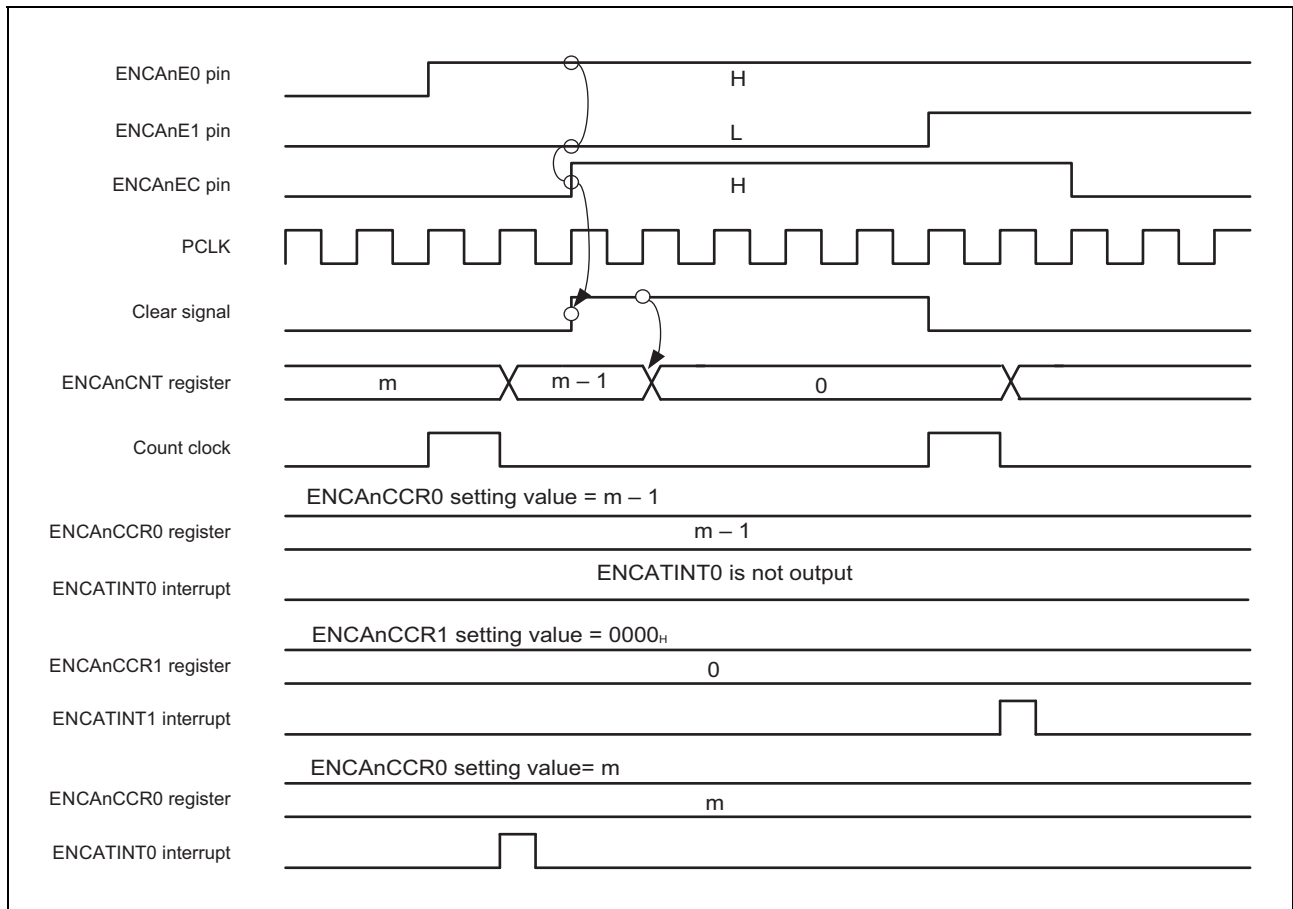 ENCAnE0 pin
H
ENCAnE1 pin
L
ENCAnEC pin
H
PCLK
Clear signal
ENCAnCNT register
m
m – 1
0
Count clock
ENCAnCCR0 setting value = m – 1
ENCAnCCR0 register
m – 1
ENCATINT0 is not output
ENCATINT0 interrupt
ENCAnCCR1 setting value = 0000H
ENCAnCCR1 register
0
ENCATINT1 interrupt
ENCAnCCR0 setting value= m
ENCAnCCR0 register
m
ENCATINT0 interrupt